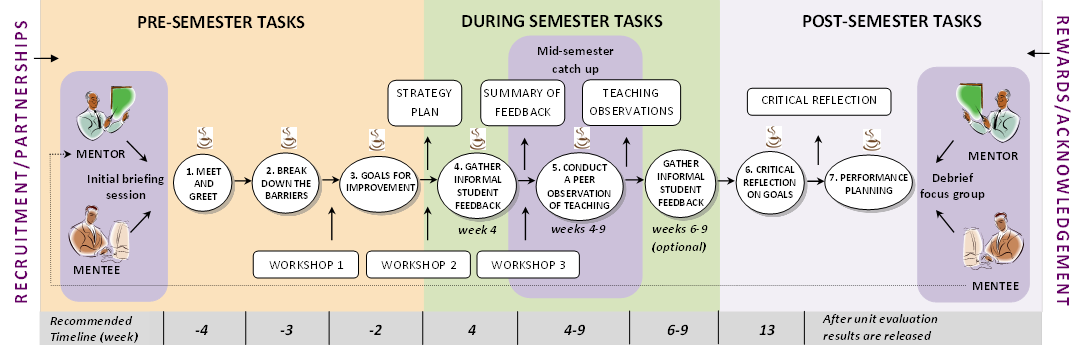 PRE-SEMESTER TASKS
DURING SEMESTER TASKS
POST-SEMESTER TASKS
RECRUITMENT/PARTNERSHIPS
REWARDS/ACKNOWLEDGEMENT
Mid-semester
catch up
STRATEGY
PLAN
SUMMARY OF
FEEDBACK
TEACHING
OBSERVATIONS
CRITICAL REFLECTION
MENTOR
Initial briefing
session
MENTEE
1. MEET
AND
GREET
2. BREAK
DOWN THE
BARRIERS
3. GOALS FOR
IMPROVEMENT
4. GATHER
INFORMAL
STUDENT
FEEDBACK
week 4
5. CONDUCT
A PEER
OBSERVATION
OF TEACHING
weeks 4-9
GATHER
INFORMAL
STUDENT
FEEDBACK
weeks 6-9
(optional)
6. CRITICAL
REFLECTION
ON GOALS
7. PERFORMANCE
PLANNING
MENTOR
Debrief
focus group
MENTEE
WORKSHOP 1
WORKSHOP 2
WORKSHOP 3
Recommended
Timeline (week)
-4
-3
-2
4
4-9
6-9
13
After unit evaluation
results are released